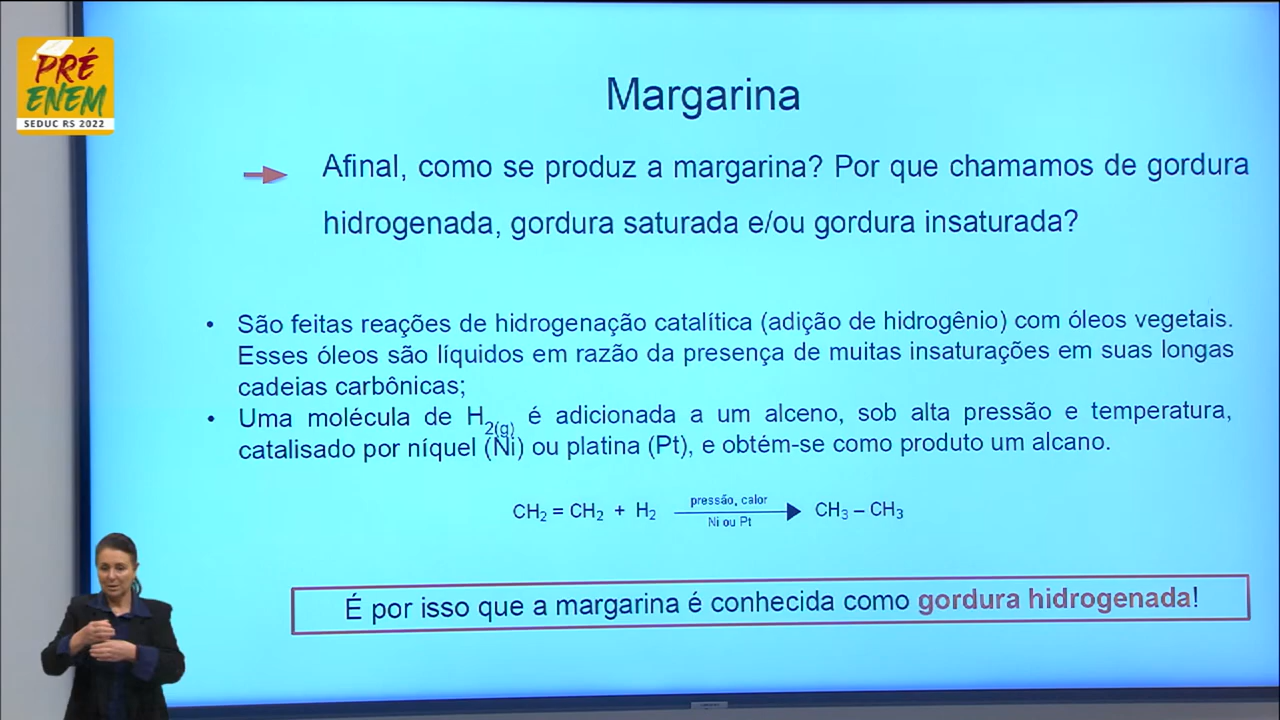 PRÉ
ENEM
SEDUC RS 2022
Margarina
Afinal, como se produz a margarina? Por que chamamos de gordura
hidrogenada, gordura saturada e/ou gordura insaturada?
• São feitas reações de hidrogenação catalítica (adição de hidrogênio) com óleos vegetais.
Esses óleos são líquidos em razão da presença de muitas insaturações em suas longas
cadeias carbônicas;
• Uma molécula de H₂(g) é adicionada a um alceno, sob alta pressão e temperatura,
catalisado por níquel (Ni) ou platina (Pt), e obtém-se como produto um alcano.
pressão, calor
CH₂ = CH₂ + H₂ CH₃ – CH₃
Ni ou Pt
É por isso que a margarina é conhecida como gordura hidrogenada!